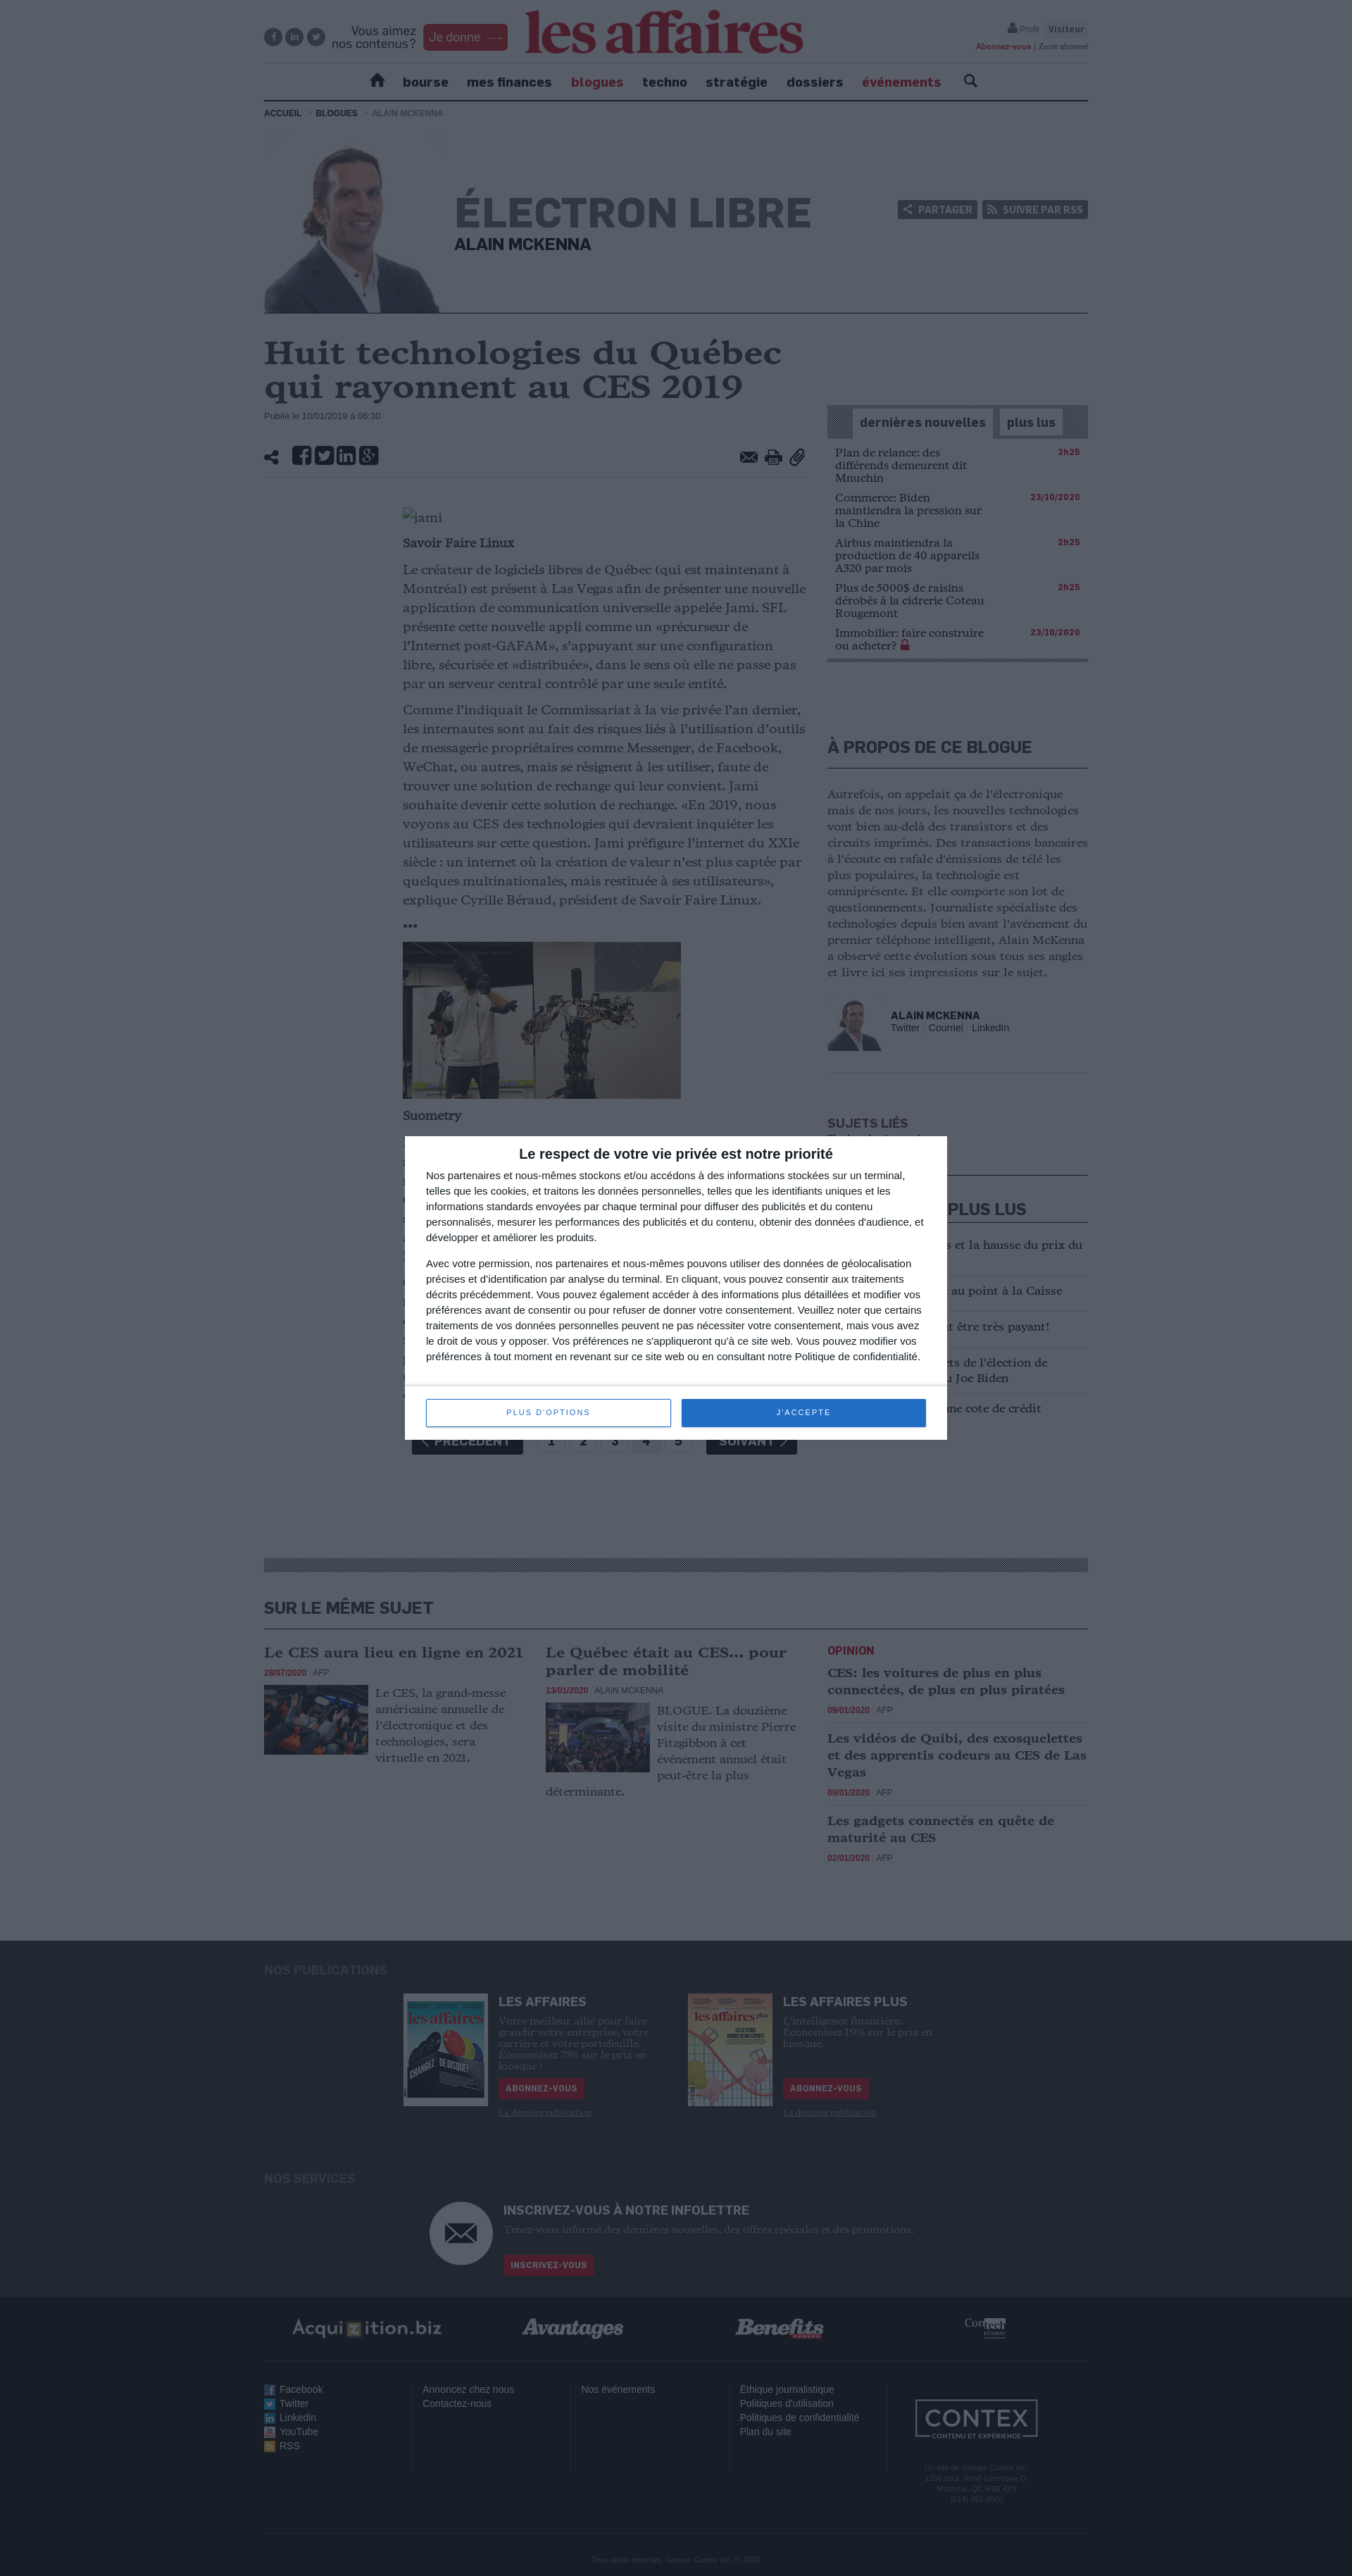 Vous aimez
nos contenus?
Je donne
les affaires
Profil Visiteur
Abonnez-vous | Zone abonné
bourse mes finances blogues techno stratégie dossiers événements
ACCUEIL > BLOGUES > ALAIN MCKENNA
ÉLECTRON LIBRE
ALAIN MCKENNA
PARTAGER
SUIVRE PAR RSS
Huit technologies du Québec
qui rayonnent au CES 2019
Publié le 10/01/2019 à 06:30
jami
Savoir Faire Linux
Le créateur de logiciels libres de Québec (qui est maintenant à
Montréal) est présent à Las Vegas afin de présenter une nouvelle
application de communication universelle appelée Jami. SFL
présente cette nouvelle appli comme un «précurseur de
l’Internet post-GAFAM», s’appuyant sur une configuration
libre, sécurisée et «distribuée», dans le sens où elle ne passe pas
par un serveur central contrôlé par une seule entité.
Comme l’indiquait le Commissariat à la vie privée l’an dernier,
les internautes sont au fait des risques liés à l’utilisation d’outils
de messagerie propriétaires comme Messenger, de Facebook,
WeChat, ou autres, mais se résignent à les utiliser, faute de
trouver une solution de rechange qui leur convient. Jami
souhaite devenir cette solution de rechange. «En 2019, nous
voyons au CES des technologies qui devraient inquiéter les
utilisateurs sur cette question. Jami préfigure l’internet du XXIe
siècle : un internet où la création de valeur n’est plus captée par
quelques multinationales, mais restituée à ses utilisateurs»,
explique Cyrille Béraud, président de Savoir Faire Linux.
•••
Suometry
dernières nouvelles
plus lus
Plan de relance: des
différends demeurent dit
Mnuchin
2h25
Commerce: Biden
maintiendra la pression sur
la Chine
23/10/2020
Airbus maintiendra la
production de 40 appareils
A320 par mois
2h25
Plus de 5000$ de raisins
dérobés à la cidrerie Coteau
Rougemont
2h25
Immobilier: faire construire
ou acheter?
23/10/2020
À PROPOS DE CE BLOGUE
Autrefois, on appelait ça de l'électronique
mais de nos jours, les nouvelles technologies
vont bien au-delà des transistors et des
circuits imprimés. Des transactions bancaires
à l'écoute en rafale d'émissions de télé les
plus populaires, la technologie est
omniprésente. Et elle comporte son lot de
questionnements. Journaliste spécialiste des
technologies depuis bien avant l'avénement du
premier téléphone intelligent, Alain McKenna
a observé cette évolution sous tous ses angles
et livre ici ses impressions sur le sujet.
ALAIN MCKENNA
Twitter Courriel LinkedIn
SUJETS LIÉS
PLUS LUS
s et la hausse du prix du
au point à la Caisse
t être très payant!
ts de l'élection de
u Joe Biden
une cote de crédit
Le respect de votre vie privée est notre priorité
Nos partenaires et nous-mêmes stockons et/ou accédons à des informations stockées sur un terminal,
telles que les cookies, et traitons les données personnelles, telles que les identifiants uniques et les
informations standards envoyées par chaque terminal pour diffuser des publicités et du contenu
personnalisés, mesurer les performances des publicités et du contenu, obtenir des données d'audience, et
développer et améliorer les produits.
Avec votre permission, nos partenaires et nous-mêmes pouvons utiliser des données de géolocalisation
précises et d’identification par analyse du terminal. En cliquant, vous pouvez consentir aux traitements
décrits précédemment. Vous pouvez également accéder à des informations plus détaillées et modifier vos
préférences avant de consentir ou pour refuser de donner votre consentement. Veuillez noter que certains
traitements de vos données personnelles peuvent ne pas nécessiter votre consentement, mais vous avez
le droit de vous y opposer. Vos préférences ne s'appliqueront qu’à ce site web. Vous pouvez modifier vos
préférences à tout moment en revenant sur ce site web ou en consultant notre Politique de confidentialité.
PLUS D'OPTIONS
J'ACCEPTE
PRÉCÉDENT 1 2 3 4 5 SUIVANT
SUR LE MÊME SUJET
Le CES aura lieu en ligne en 2021
28/07/2020 AFP
Le CES, la grand-messe
américaine annuelle de
l'électronique et des
technologies, sera
virtuelle en 2021.
Le Québec était au CES... pour
parler de mobilité
13/01/2020 ALAIN MCKENNA
BLOGUE. La douzième
visite du ministre Pierre
Fitzgibbon à cet
événement annuel était
peut-être la plus
déterminante.
OPINION
CES: les voitures de plus en plus
connectées, de plus en plus piratées
09/01/2020 AFP
Les vidéos de Quibi, des exosquelettes
et des apprentis codeurs au CES de Las
Vegas
09/01/2020 AFP
Les gadgets connectés en quête de
maturité au CES
02/01/2020 AFP
NOS PUBLICATIONS
les affaires
CHANGEZ DE DISQUE!
LES AFFAIRES
Votre meilleur allié pour faire
grandir votre entreprise, votre
carrière et votre portefeuille.
Économisez 75% sur le prix en
kiosque !
ABONNEZ-VOUS
La dernière publication
les affaires plus
LES AFFAIRES PLUS
L'intelligence financière.
Économisez 19% sur le prix en
kiosque.
ABONNEZ-VOUS
La dernière publication
NOS SERVICES
INSCRIVEZ-VOUS À NOTRE INFOLETTRE
Tenez-vous informé des dernières nouvelles, des offres spéciales et des promotions.
INSCRIVEZ-VOUS
Acquizition.biz
Avantages
Benefits
Facebook
Twitter
Linkedin
YouTube
RSS
Annoncez chez nous
Contactez-nous
Nos événements
Éthique journalistique
Politiques d'utilisation
Politiques de confidentialité
Plan du site
CONTEX
CONTENU ET EXPÉRIENCE
Un site de Groupe Contex Inc.
1100 boul. René-Lévesque O.
Montréal, QC H3B 4X9
(514) 392-9000
Tous droits réservés, Groupe Contex Inc. © 2020